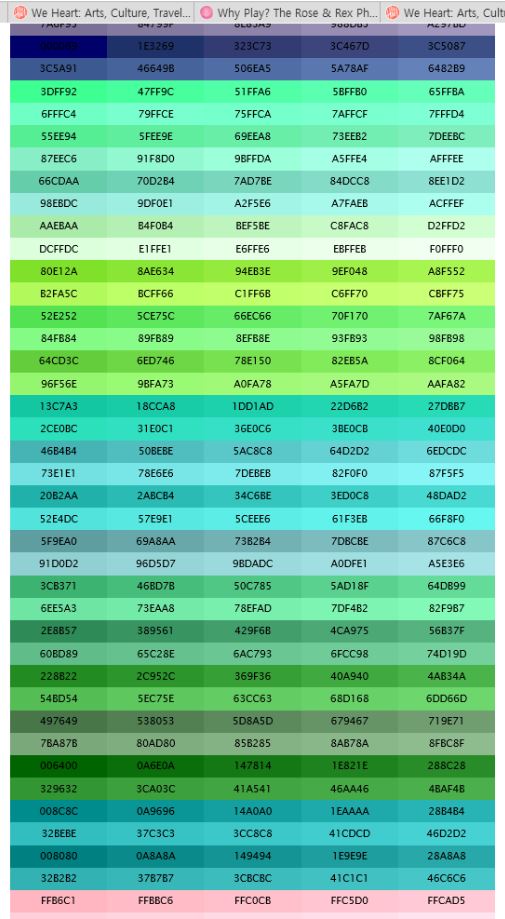 We Heart: Arts, Culture, Travel... Why Play? The Rose & Rex Ph... We Heart: Arts, Cult
1E3269 323C73 3C467D 3C5087
3C5A91 46649B 506EA5 5A78AF 6482B9
3DFF92 47FF9C 51FFA6 5BFFB0 65FFBA
6FFFC4 79FFCE 75FFCA 7AFFCF 7FFFD4
55EE94 5FEE9E 69EEA8 73EEB2 7DEEBC
87EEC6 91F8D0 9BFFDA A5FFE4 AFFFEE
66CDAA 70D2B4 7AD7BE 84DCC8 8EE1D2
98EBDC 9DF0E1 A2F5E6 A7FAEB ACFFEF
AAEBAA B4F0B4 BEF5BE C8FAC8 D2FFD2
DCFFDC E1FFE1 E6FFE6 EBFFEB F0FFF0
80E12A 8AE634 94EB3E 9EF048 A8F552
B2FA5C BCFF66 C1FF6B C6FF70 CBFF75
52E252 5CE75C 66EC66 70F170 7AF67A
84FB84 89FB89 8EFB8E 93FB93 98FB98
64CD3C 6ED746 78E150 82EB5A 8CF064
96F56E 9BFA73 A0FA78 A5FA7D AAFA82
13C7A3 18CCA8 1DD1AD 22D6B2 27DBB7
2CE0BC 31E0C1 36E0C6 3BE0CB 40E0D0
46B4B4 50BEBE 5AC8C8 64D2D2 6EDCDC
73E1E1 78E6E6 7DEBEB 82F0F0 87F5F5
20B2AA 2ABCB4 34C6BE 3ED0C8 48DAD2
52E4DC 57E9E1 5CEEE6 61F3EB 66F8F0
5F9EA0 69A8AA 73B2B4 7DBCBE 87C6C8
91D0D2 96D5D7 9BDADC A0DFE1 A5E3E6
3CB371 46BD7B 50C785 5AD18F 64DB99
6EE5A3 73EAA8 78EFAD 7DF4B2 82F9B7
2E8B57 389561 429F6B 4CA975 56B37F
60BD89 65C28E 6AC793 6FCC98 74D19D
228B22 2C952C 369F36 40A940 4AB34A
54BD54 5EC75E 63CC63 68D168 6DD66D
497649 538053 5D8A5D 679467 719E71
7BA87B 80AD80 85B285 8AB78A 8FBC8F
006400 0A6E0A 147814 1E821E 288C28
329632 3CA03C 41A541 46AA46 4BAF4B
008C8C 0A9696 14A0A0 1EAAAA 28B4B4
32BEBE 37C3C3 3CC8C8 41CDCD 46D2D2
008080 0A8A8A 149494 1E9E9E 28A8A8
32B2B2 37B7B7 3CBCBC 41C1C1 46C6C6
FFB6C1 FFBBC6 FFC0CB FFC5D0 FFCAD5